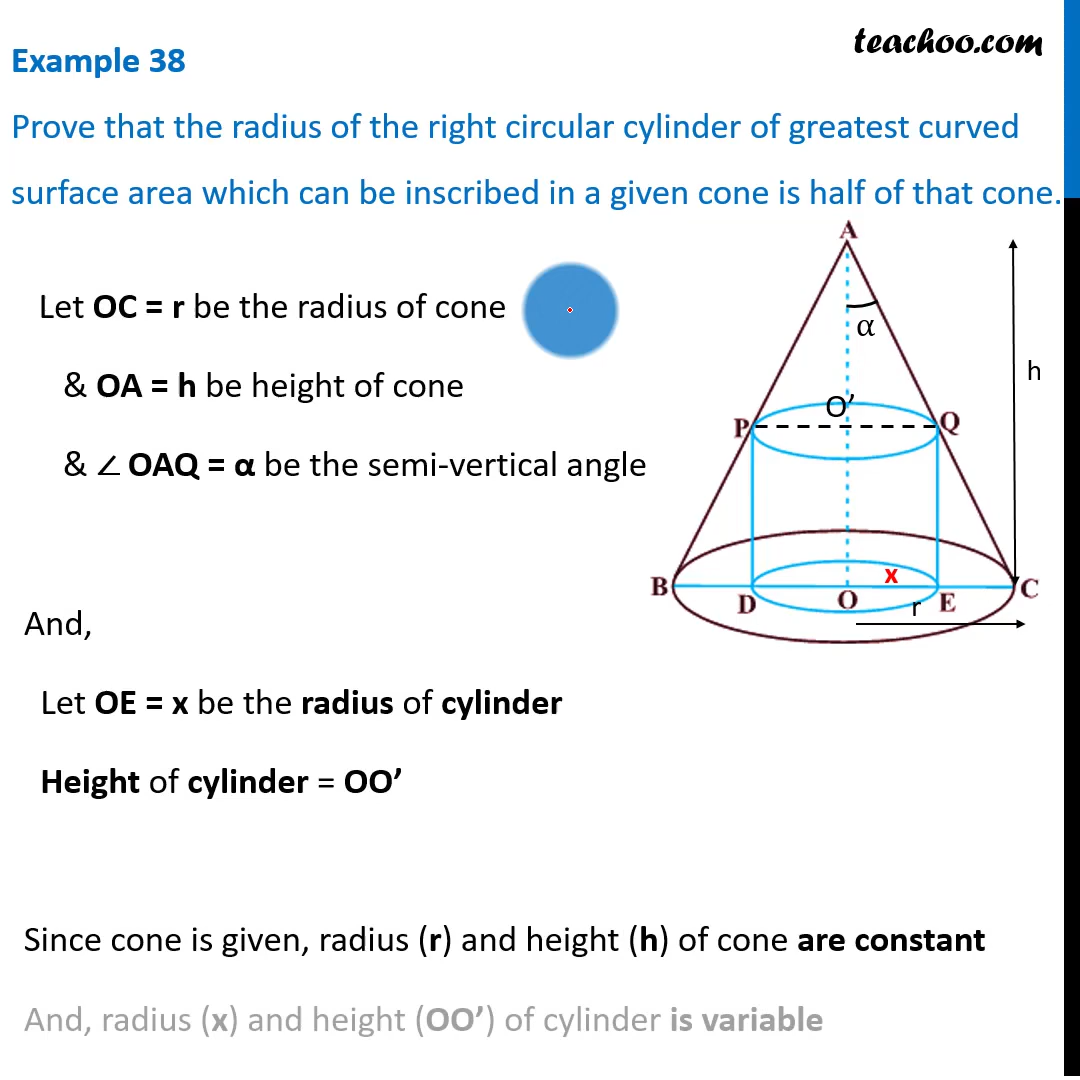 teachoo.com
Example 38
Prove that the radius of the right circular cylinder of greatest curved
surface area which can be inscribed in a given cone is half of that cone.
Let OC = r be the radius of cone
& OA = h be height of cone
& ∠ OAQ = α be the semi-vertical angle
A
α
h
O’
P
Q
B
D
O
x
r
E
C
And,
Let OE = x be the radius of cylinder
Height of cylinder = OO’
Since cone is given, radius (r) and height (h) of cone are constant
And, radius (x) and height (OO’) of cylinder is variable